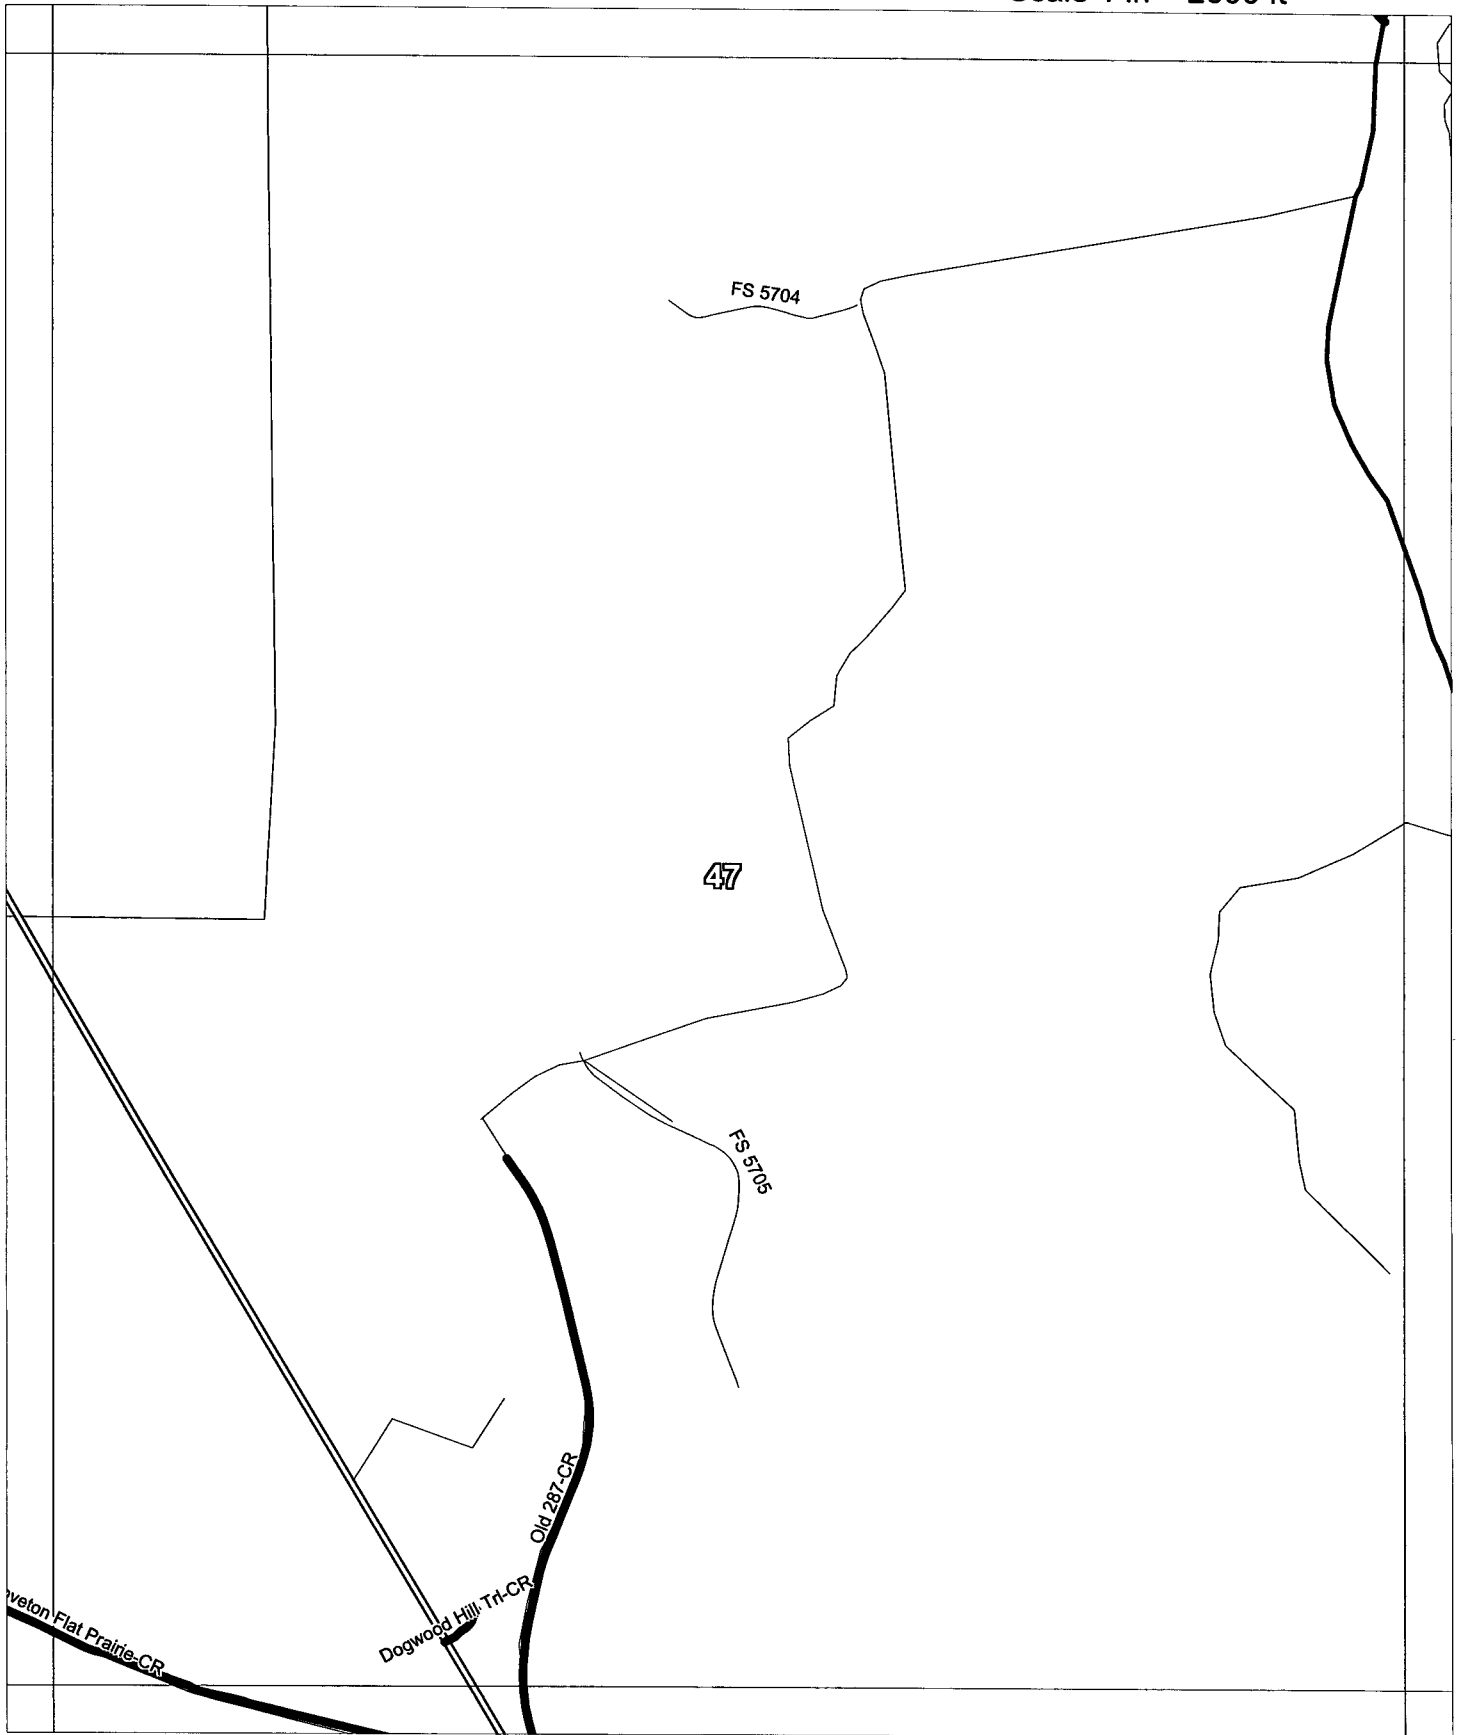 FS 5704
47
FS 5705
Old 287-CR
Dogwood Hill Trl-CR
Flat Prairie-CR